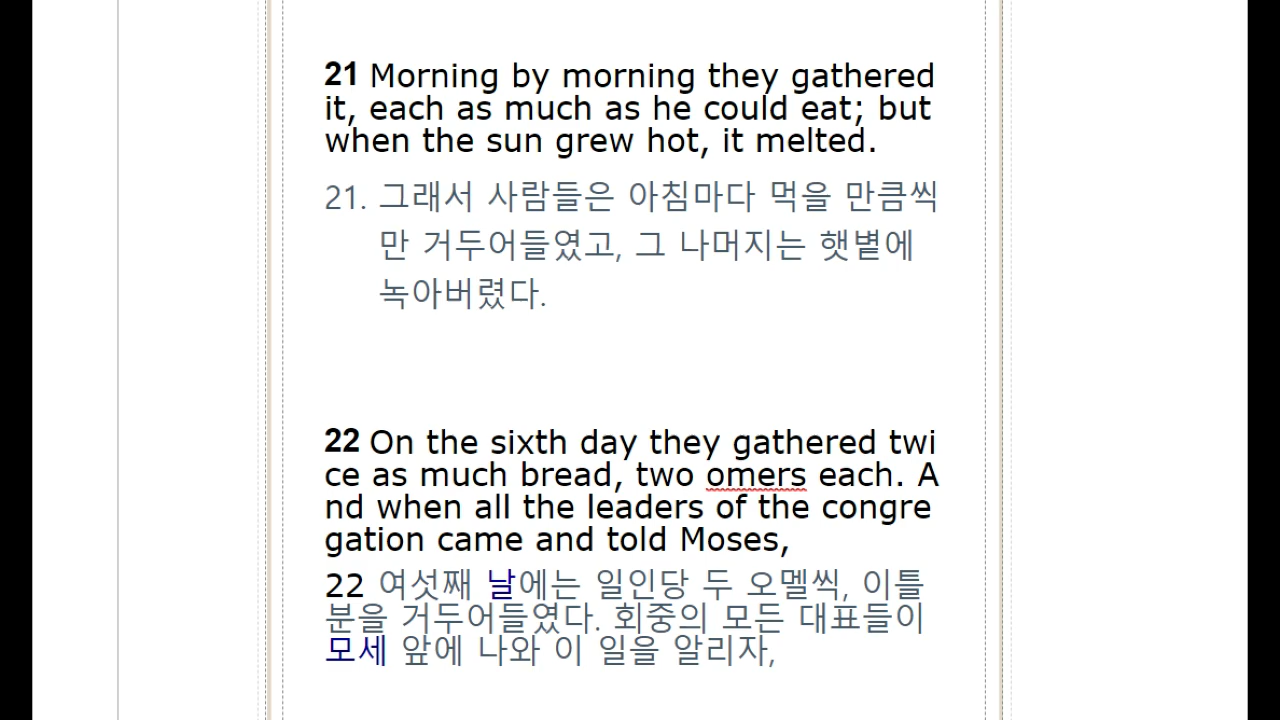 21 Morning by morning they gathered
it, each as much as he could eat; but
when the sun grew hot, it melted.
21. 그래서 사람들은 아침마다 먹을 만큼씩
만 거두어들였고, 그 나머지는 햇볕에
녹아버렸다.
22 On the sixth day they gathered twi
ce as much bread, two omers each. A
nd when all the leaders of the congre
gation came and told Moses,
22 여섯째 날에는 일인당 두 오멜씩, 이틀
분을 거두어들였다. 회중의 모든 대표들이
모세 앞에 나와 이 일을 알리자,